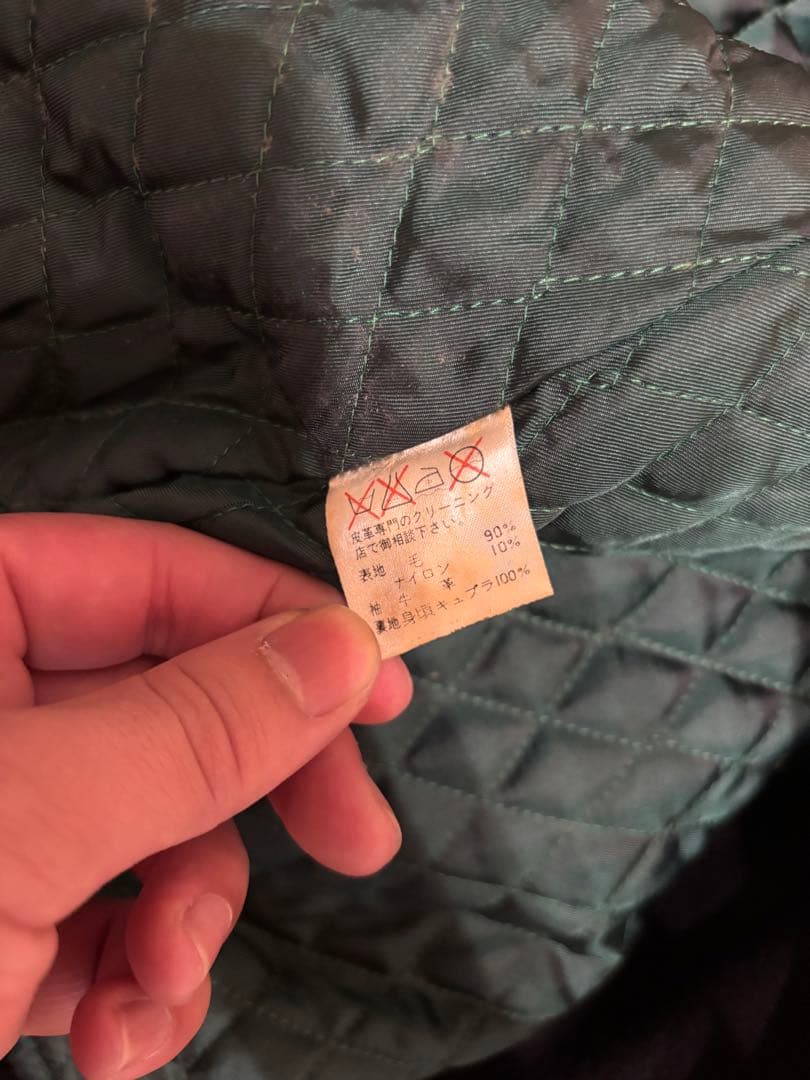 皮革専門のクリーニング
店で御相談下さい。
表地 毛 90%
ナイロン 10%
袖 牛革
裏地身頃キュプラ100%